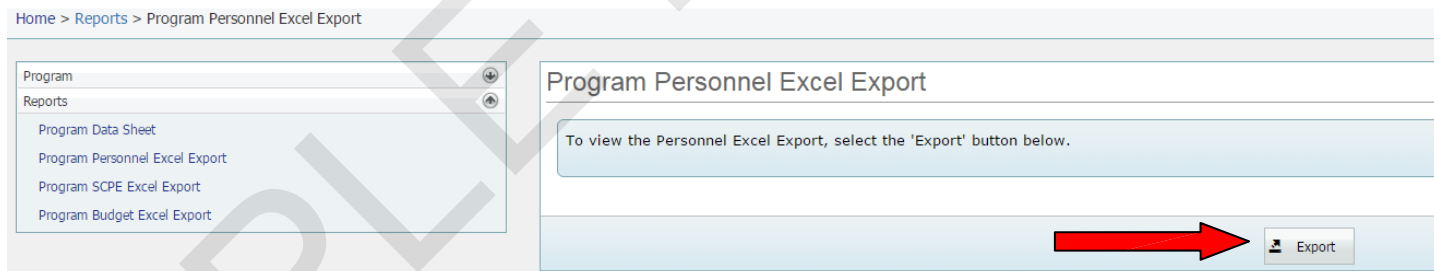 Home > Reports > Program Personnel Excel Export
Program
Reports
Program Data Sheet
Program Personnel Excel Export
Program SCPE Excel Export
Program Budget Excel Export
Program Personnel Excel Export
To view the Personnel Excel Export, select the 'Export' button below.
Export
PLE